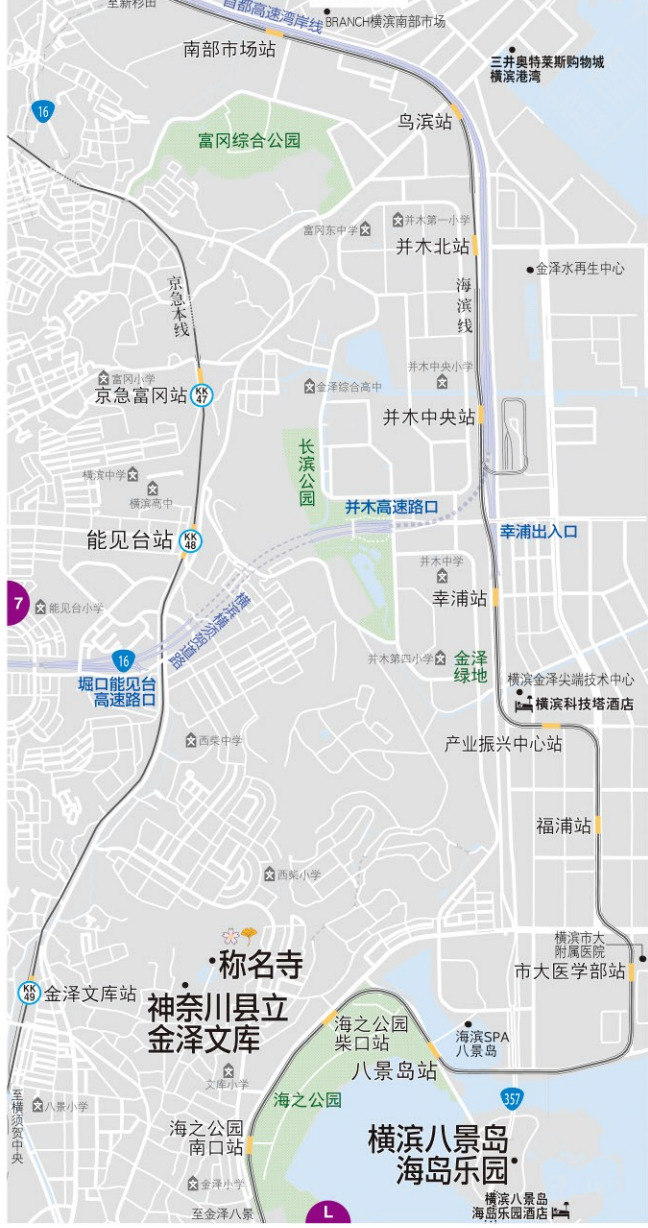 至新杉田
首都高速湾岸线
BRANCH横滨南部市场
南部市场站
三井奥特莱斯购物城
横滨港湾
16
鸟滨站
富冈综合公园
富冈东中学
并木第一小学
并木北站
金泽水再生中心
京急本线
海滨线
并木中央小学
富冈小学
京急富冈站
KK
47
金泽综合高中
并木中央站
长滨公园
横滨中学
横滨高中
并木高速路口
幸浦出入口
能见台站
KK
48
并木中学
幸浦站
7
能见台小学
横滨横须贺道路
16
堀口能见台
高速路口
并木第四小学
金泽
绿地
横滨金泽尖端技术中心
横滨科技塔酒店
西柴中学
产业振兴中心站
福浦站
西柴小学
横滨市大
附属医院
称名寺
市大医学部站
KK
49
金泽文库站
神奈川县立
金泽文库
海之公园
柴口站
海滨SPA
八景岛
八景岛站
文库小学
海之公园
357
八景小学
至横须贺中央
海之公园
南口站
横滨八景岛
海岛乐园
金泽小学
至金泽八景
L
横滨八景岛
海岛乐园酒店